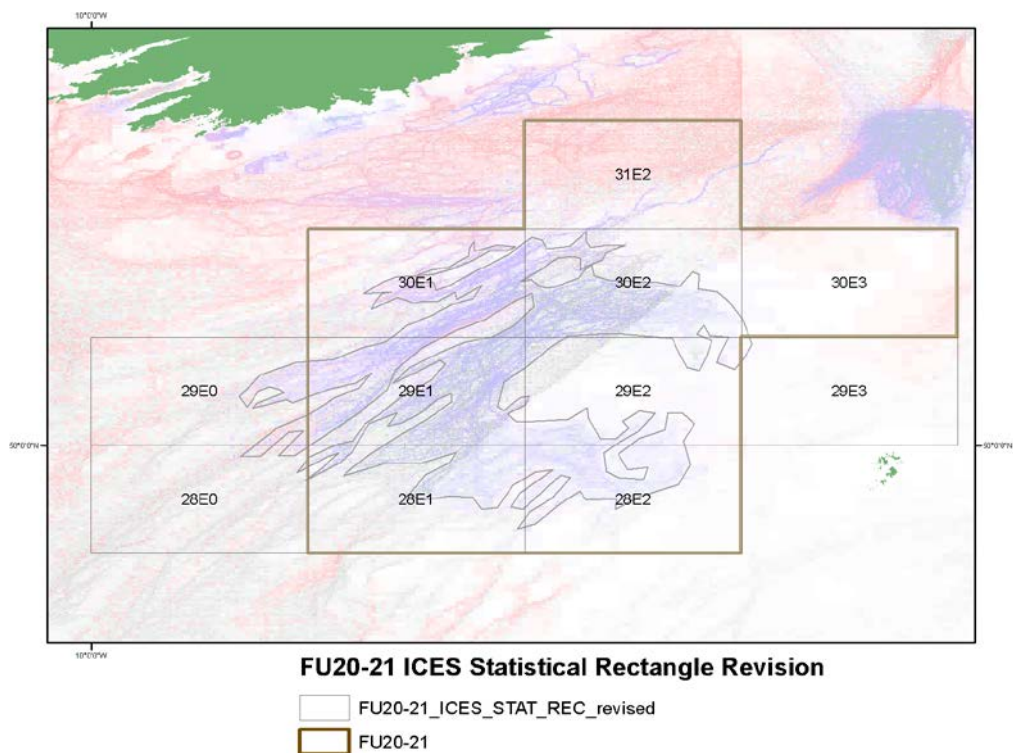 10°0'0"W
31E2
30E1 30E2 30E3
29E0 29E1 29E2 29E3
50°0'0"N 50°0'0"N
28E0 28E1 28E2
10°0'0"W
FU20-21 ICES Statistical Rectangle Revision
FU20-21_ICES_STAT_REC_revised
FU20-21